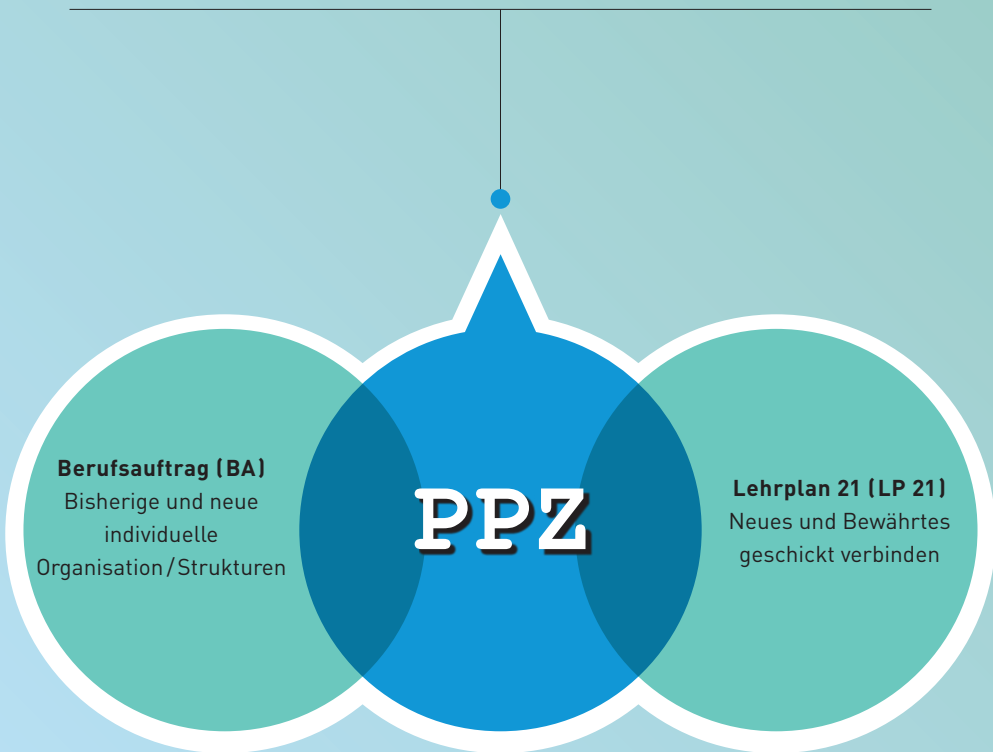 Berufsauftrag (BA)
Bisherige und neue
individuelle
Organisation/Strukturen
PPZ
Lehrplan 21 (LP 21)
Neues und Bewährtes
geschickt verbinden